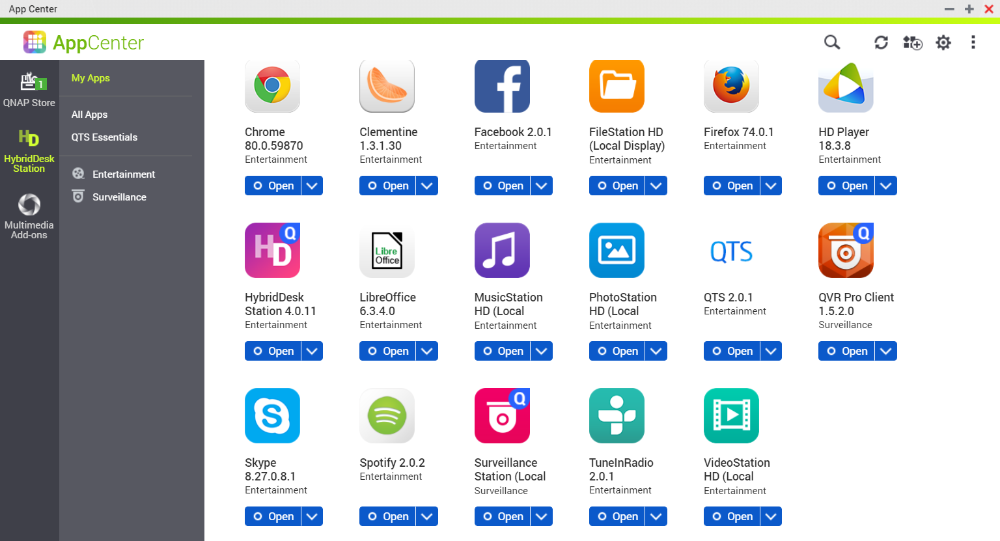 App Center
AppCenter
1
QNAP Store
HD
HybridDesk
Station
Multimedia
Add-ons
My Apps
All Apps
QTS Essentials
Entertainment
Surveillance
Chrome
80.0.59870
Entertainment
Open
Clementine
1.3.1.30
Entertainment
Open
Facebook 2.0.1
Entertainment
Open
FileStation HD
(Local Display)
Entertainment
Open
Firefox 74.0.1
Entertainment
Open
HD Player
18.3.8
Entertainment
Open
HD
Q
HybridDesk
Station 4.0.11
Entertainment
Open
Libre
Office
LibreOffice
6.3.4.0
Entertainment
Open
MusicStation
HD (Local
Entertainment
Open
PhotoStation
HD (Local
Entertainment
Open
QTS
QTS 2.0.1
Entertainment
Open
Q
QVR Pro Client
1.5.2.0
Surveillance
Open
Skype
8.27.0.8.1
Entertainment
Open
Spotify 2.0.2
Entertainment
Open
Q
Surveillance
Station (Local
Surveillance
Open
TuneInRadio
2.0.1
Entertainment
Open
VideoStation
HD (Local
Entertainment
Open